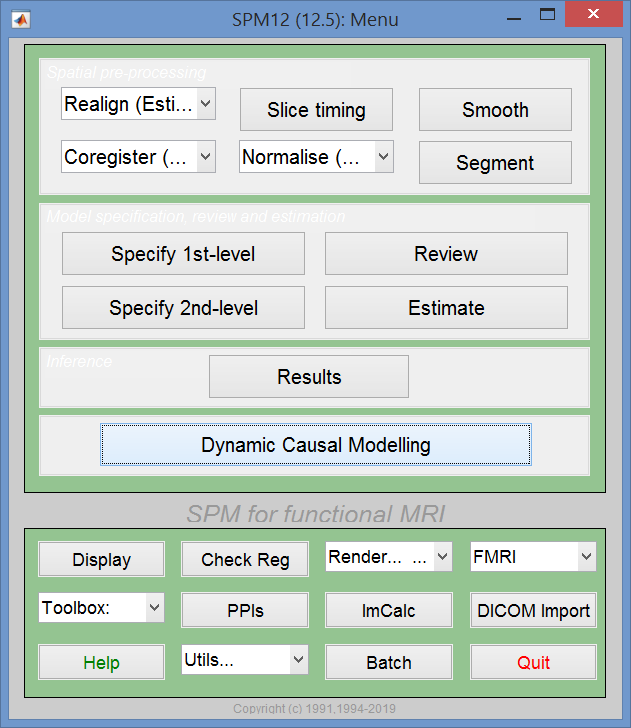 SPM12 (12.5): Menu
Spatial pre-processing
Realign (Esti...
Slice timing
Smooth
Coregister (...
Normalise (...
Segment
Model specification, review and estimation
Specify 1st-level
Review
Specify 2nd-level
Estimate
Inference
Results
Dynamic Causal Modelling
SPM for functional MRI
Display
Check Reg
Render... ...
FMRI
Toolbox:
PPIs
ImCalc
DICOM Import
Help
Utils...
Batch
Quit
Copyright (c) 1991,1994-2019